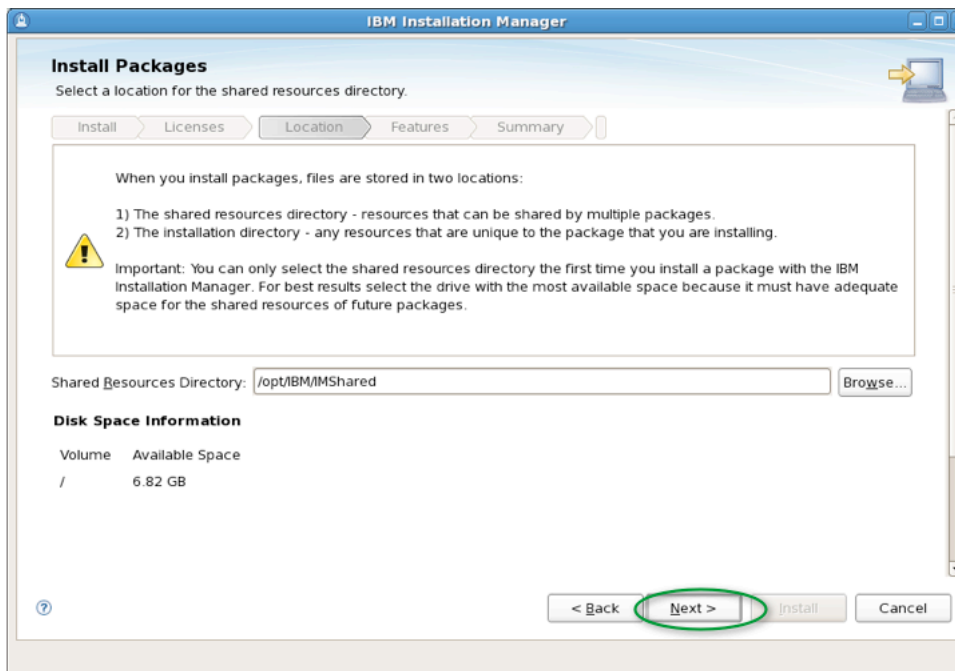 IBM Installation Manager
Install Packages
Select a location for the shared resources directory.
Install Licenses Location Features Summary
When you install packages, files are stored in two locations:
1) The shared resources directory - resources that can be shared by multiple packages.
2) The installation directory - any resources that are unique to the package that you are installing.
Important: You can only select the shared resources directory the first time you install a package with the IBM
Installation Manager. For best results select the drive with the most available space because it must have adequate
space for the shared resources of future packages.
Shared Resources Directory: /opt/IBM/IMShared Browse...
Disk Space Information
Volume Available Space
/ 6.82 GB
? < Back Next > Install Cancel